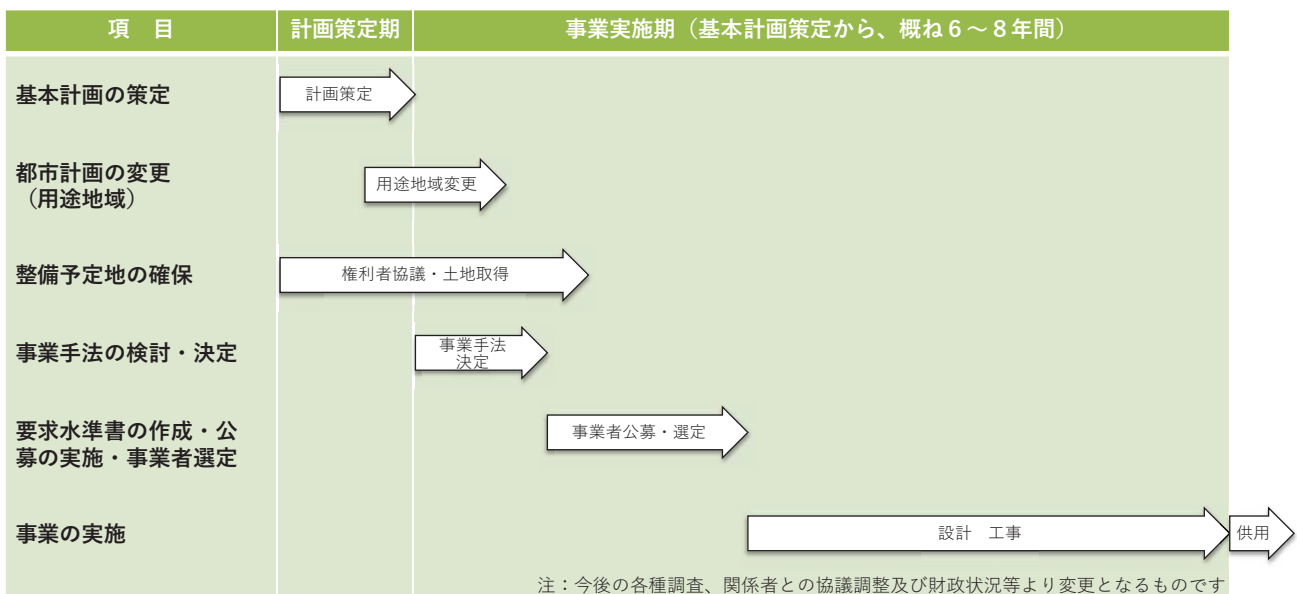 項　目
計画策定期
事業実施期（基本計画策定から、概ね６～８年間）
基本計画の策定
計画策定
都市計画の変更
（用途地域）
用途地域変更
整備予定地の確保
権利者協議・土地取得
事業手法の検討・決定
事業手法
決定
要求水準書の作成・公
募の実施・事業者選定
事業者公募・選定
事業の実施
設計　工事
供用
注：今後の各種調査、関係者との協議調整及び財政状況等より変更となるものです